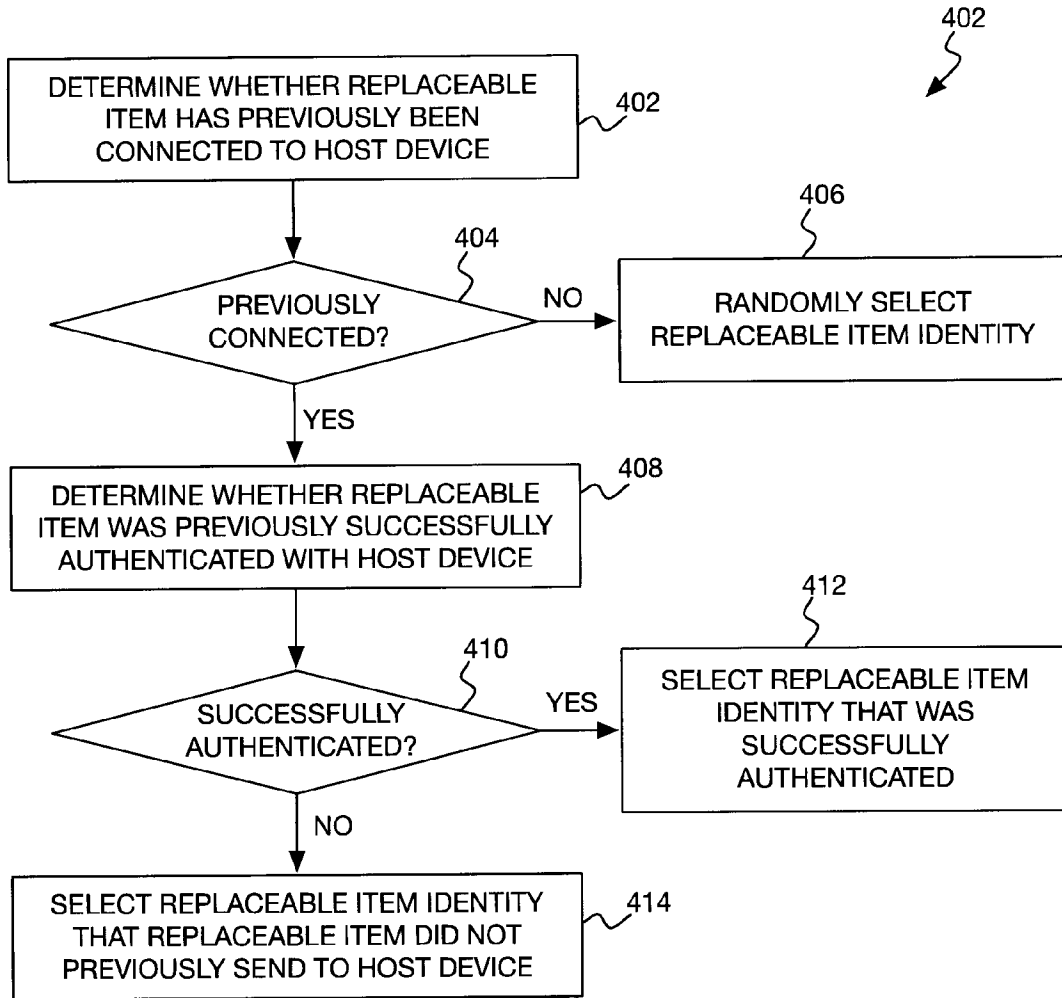 402
DETERMINE WHETHER REPLACEABLE
ITEM HAS PREVIOUSLY BEEN
CONNECTED TO HOST DEVICE
402
404
PREVIOUSLY
CONNECTED?
NO
406
RANDOMLY SELECT
REPLACEABLE ITEM IDENTITY
YES
408
DETERMINE WHETHER REPLACEABLE
ITEM WAS PREVIOUSLY SUCCESSFULLY
AUTHENTICATED WITH HOST DEVICE
410
SUCCESSFULLY
AUTHENTICATED?
YES
412
SELECT REPLACEABLE ITEM
IDENTITY THAT WAS
SUCCESSFULLY
AUTHENTICATED
NO
SELECT REPLACEABLE ITEM IDENTITY
THAT REPLACEABLE ITEM DID NOT
PREVIOUSLY SEND TO HOST DEVICE
414